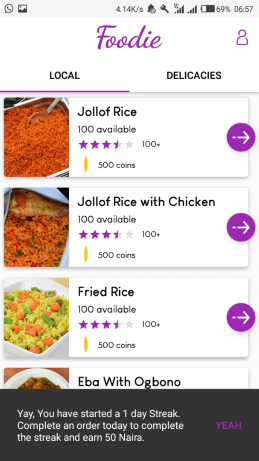 4.14K/s 69% 06:57
Foodie
LOCAL DELICACIES
Jollof Rice
100 available
100+
500 coins
Jollof Rice with Chicken
100 available
100+
500 coins
Fried Rice
100 available
100+
500 coins
Eba With Ogbono
Yay, You have started a 1 day Streak.
Complete an order today to complete
the streak and earn 50 Naira.
YEAH